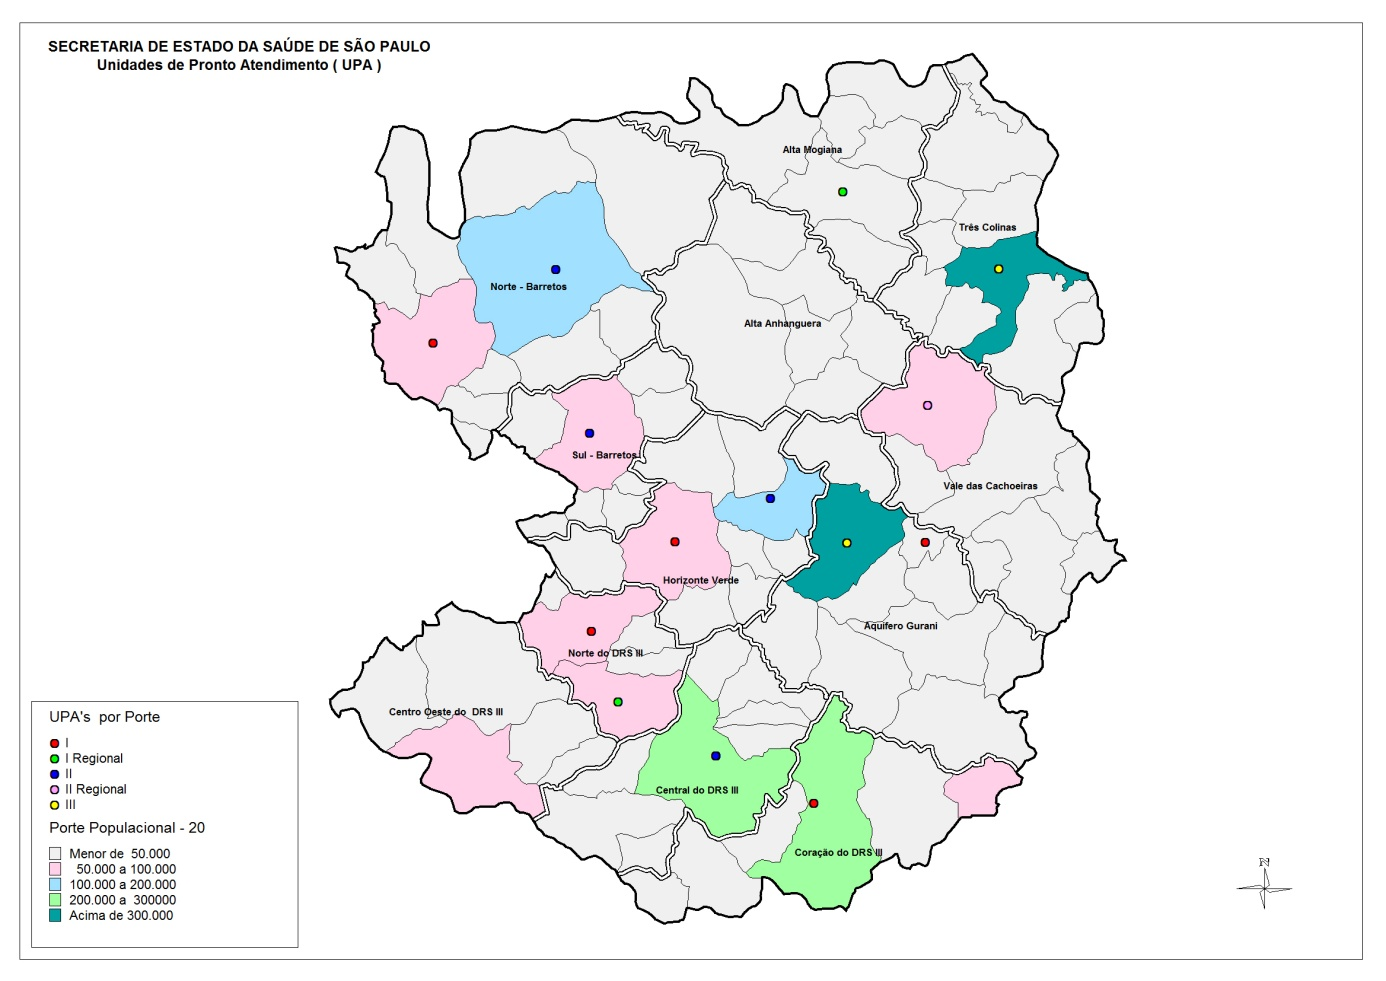 SECRETARIA DE ESTADO DA SAÚDE DE SÃO PAULO
Unidades de Pronto Atendimento ( UPA )
Alta Mogiana
Três Colinas
Norte - Barretos
Alta Anhanguera
Sul - Barretos
Vale das Cachoeiras
Horizonte Verde
Aquifero Gurani
Norte do DRS III
Centro Oeste do DRS III
Central do DRS III
Coração do DRS III
UPA's por Porte
I
I Regional
II
II Regional
III
Porte Populacional - 20
Menor de 50.000
50.000 a 100.000
100.000 a 200.000
200.000 a 300000
Acima de 300.000
N